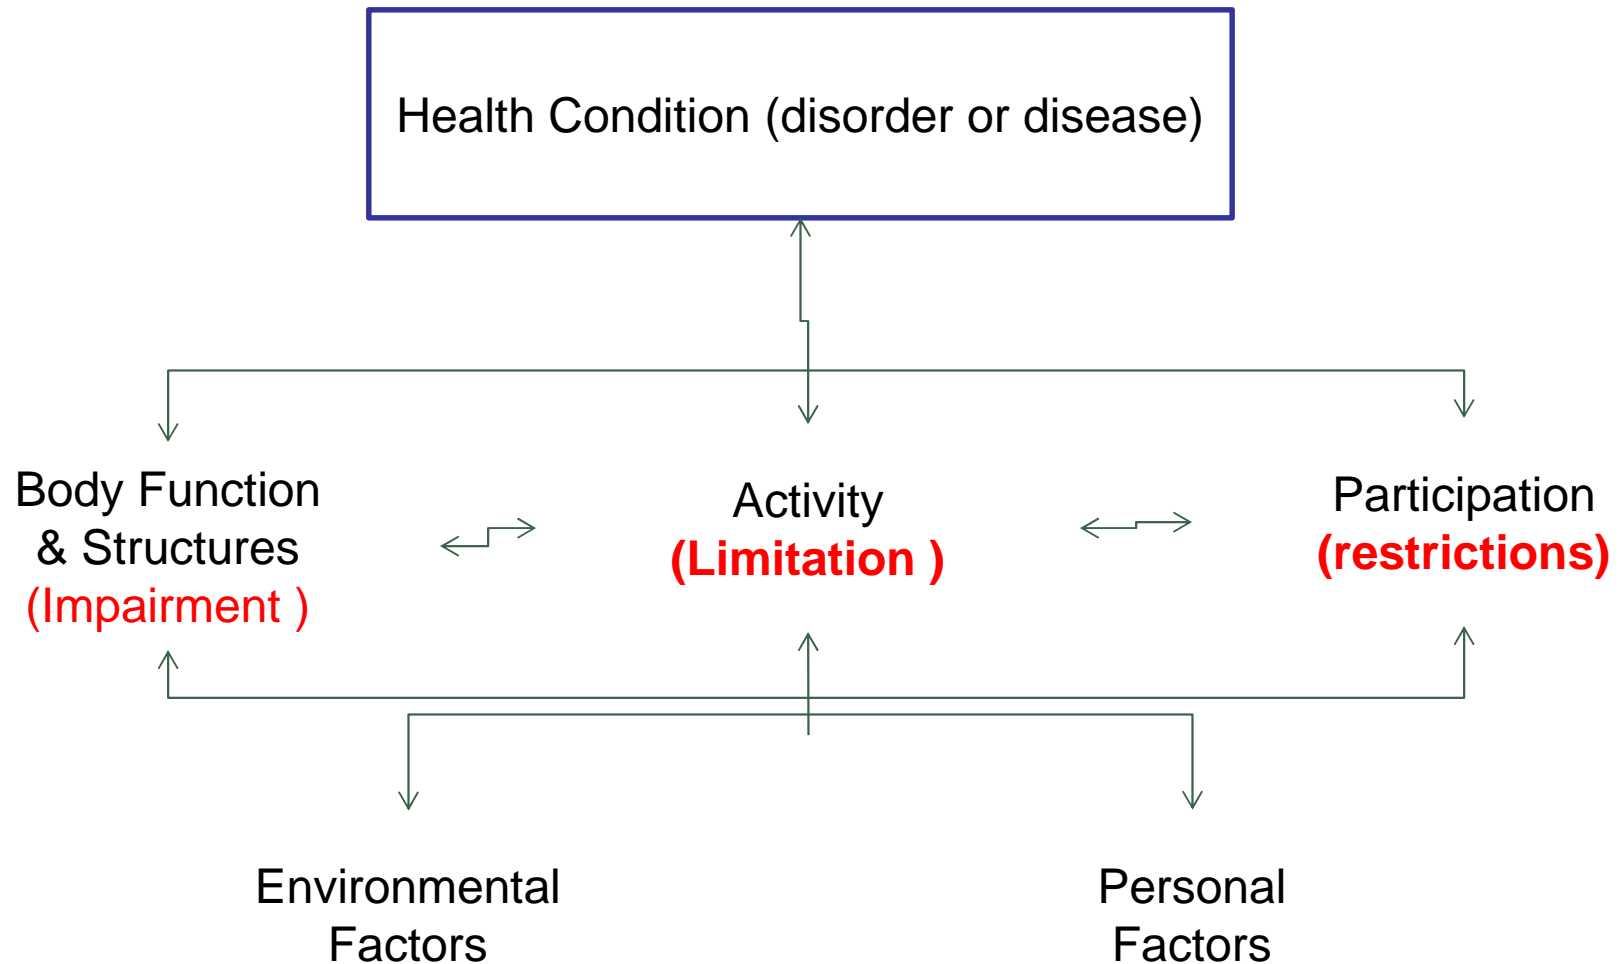 Health Condition (disorder or disease)
Body Function
& Structures
(Impairment )
Activity
(Limitation )
Participation
(restrictions)
Environmental
Factors
Personal
Factors